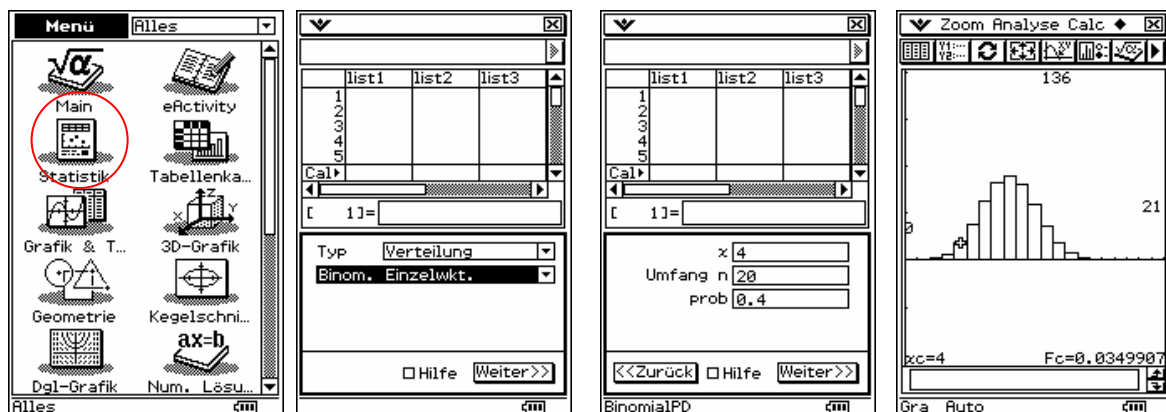 Menü Alles
Main eActivity
Statistik Tabellenka...
Grafik & T... 3D-Grafik
Geometrie Kegelschni...
ax=b
Dgl-Grafik Num. Lösu...
Alles
list1 list2 list3
1
2
3
4
5
Cal
[ 1]=
Typ Verteilung
Binom. Einzelwkt.
Hilfe Weiter>>
list1 list2 list3
1
2
3
4
5
Cal
[ 1]=
x 4
Umfang n 20
prob 0.4
<<Zurück Hilfe Weiter>>
BinomialPD
Zoom Analyse Calc
136
21
xc=4 Fc=0.0349907
Gra Auto